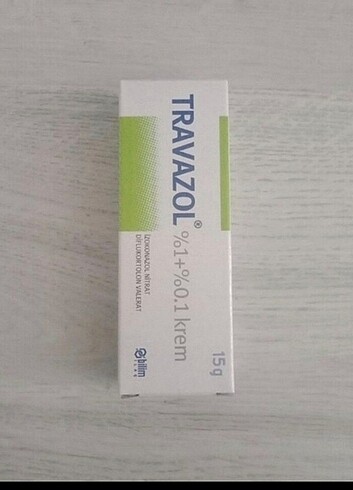 TRAVAZOL®
%1+%0.1 krem
İZOKONAZOL NİTRAT
DİFLUKORTOLON VALERAT
15 g
bilim